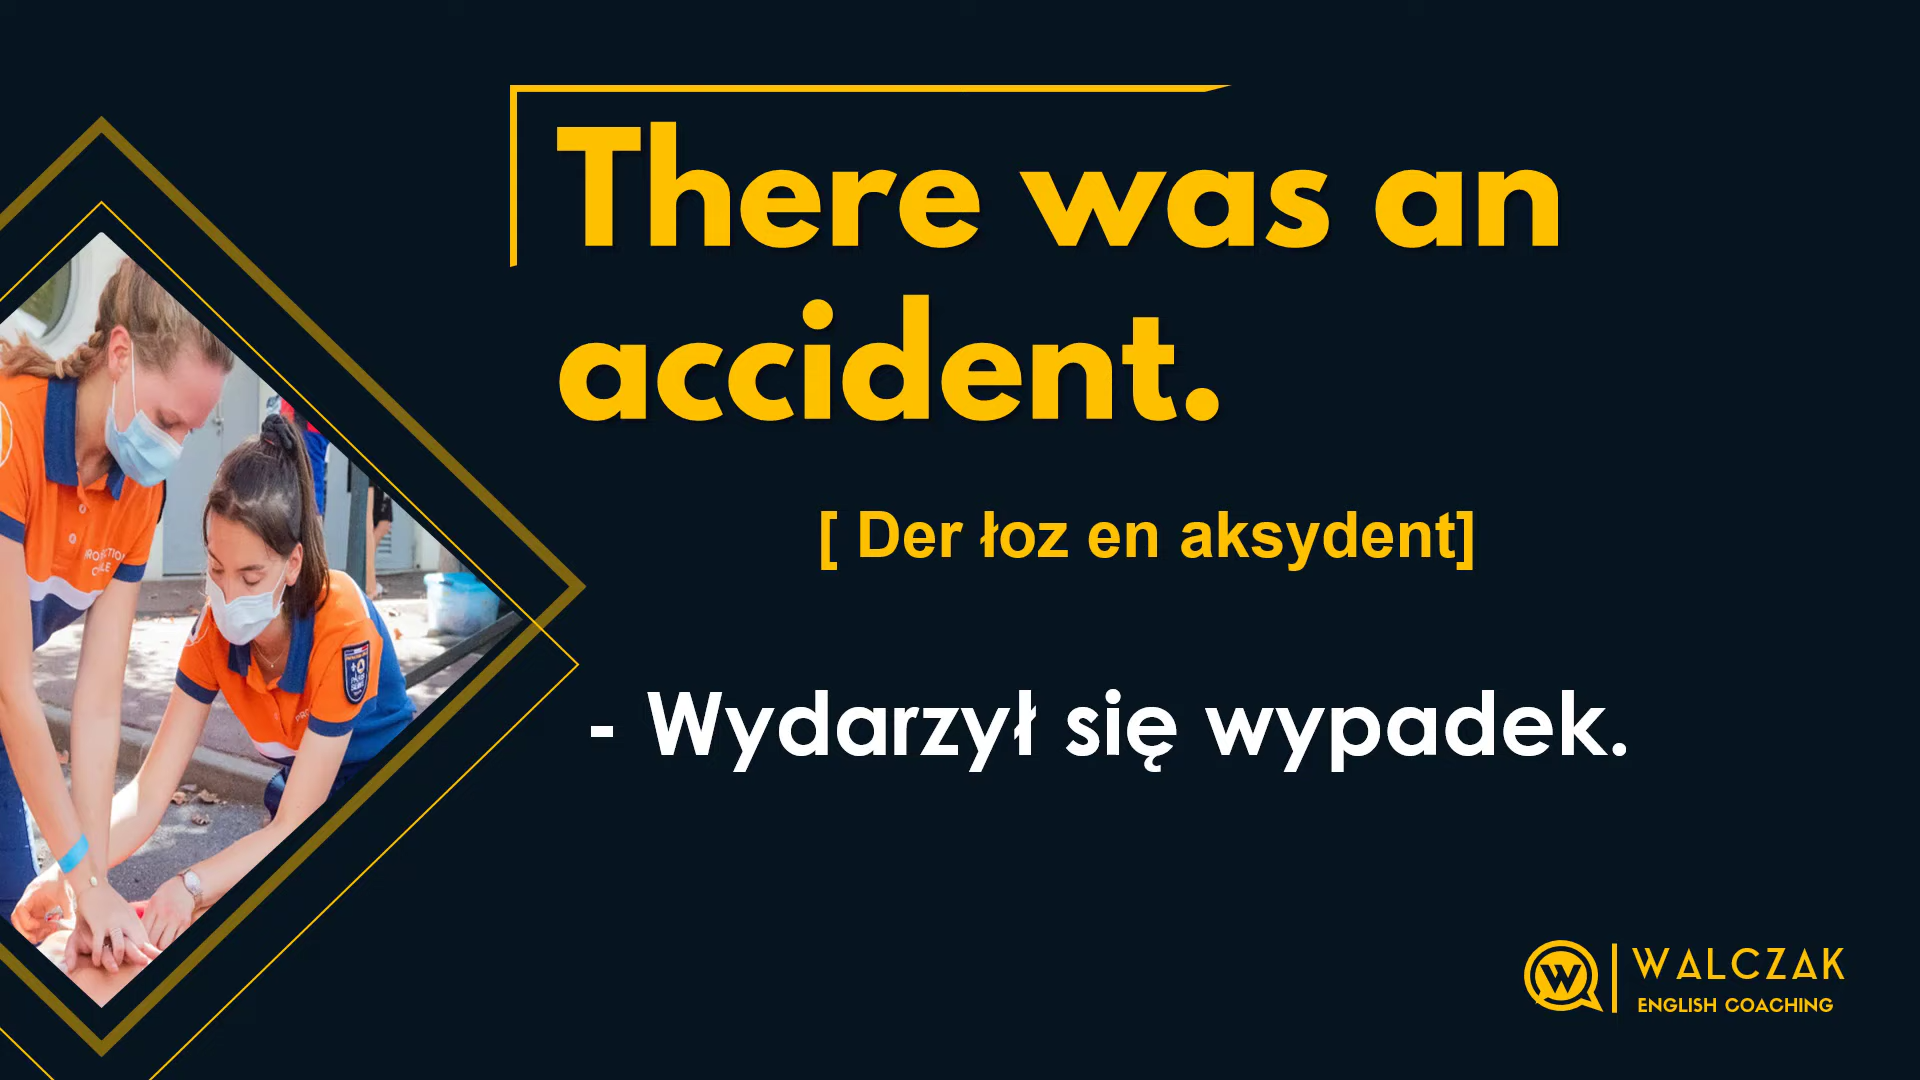 There was an
accident.
[ Der łoz en aksydent]
- Wydarzył się wypadek.
W
WALCZAK
ENGLISH COACHING